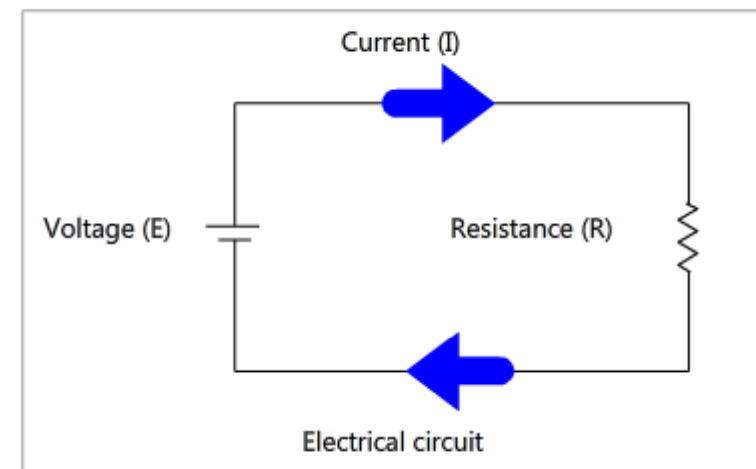 Current (I)
Voltage (E)
Resistance (R)
Electrical circuit